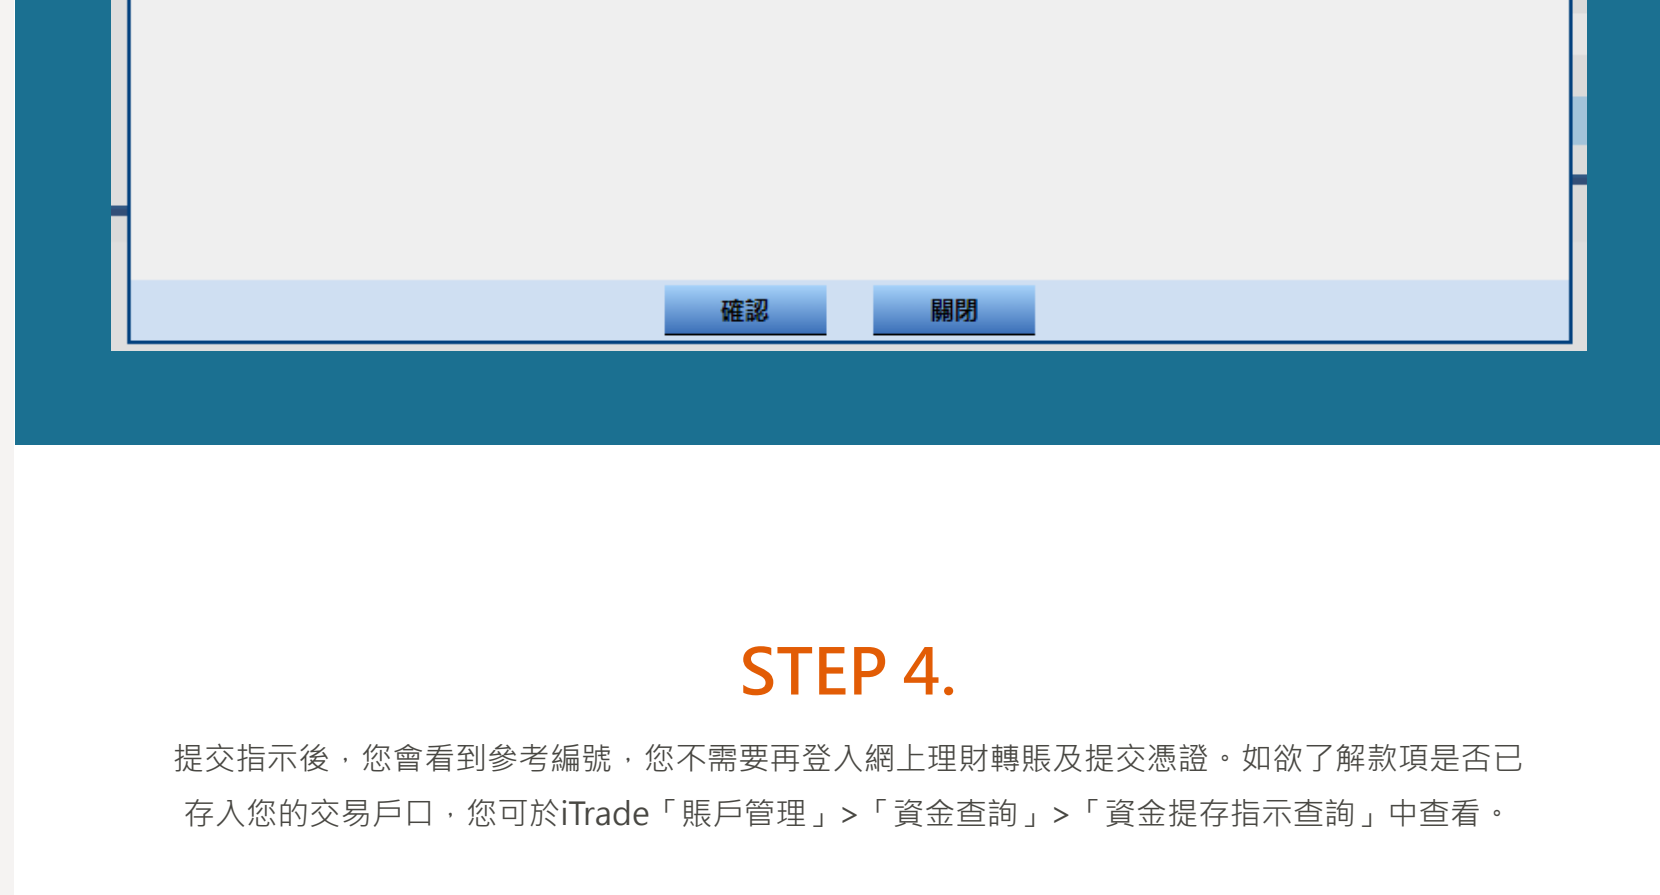 確認 關閉
STEP 4.
提交指示後，您會看到參考編號，您不需要再登入網上理財轉賬及提交憑證。如欲了解款項是否已
存入您的交易戶口，您可於iTrade「賬戶管理」>「資金查詢」>「資金提存指示查詢」中查看。